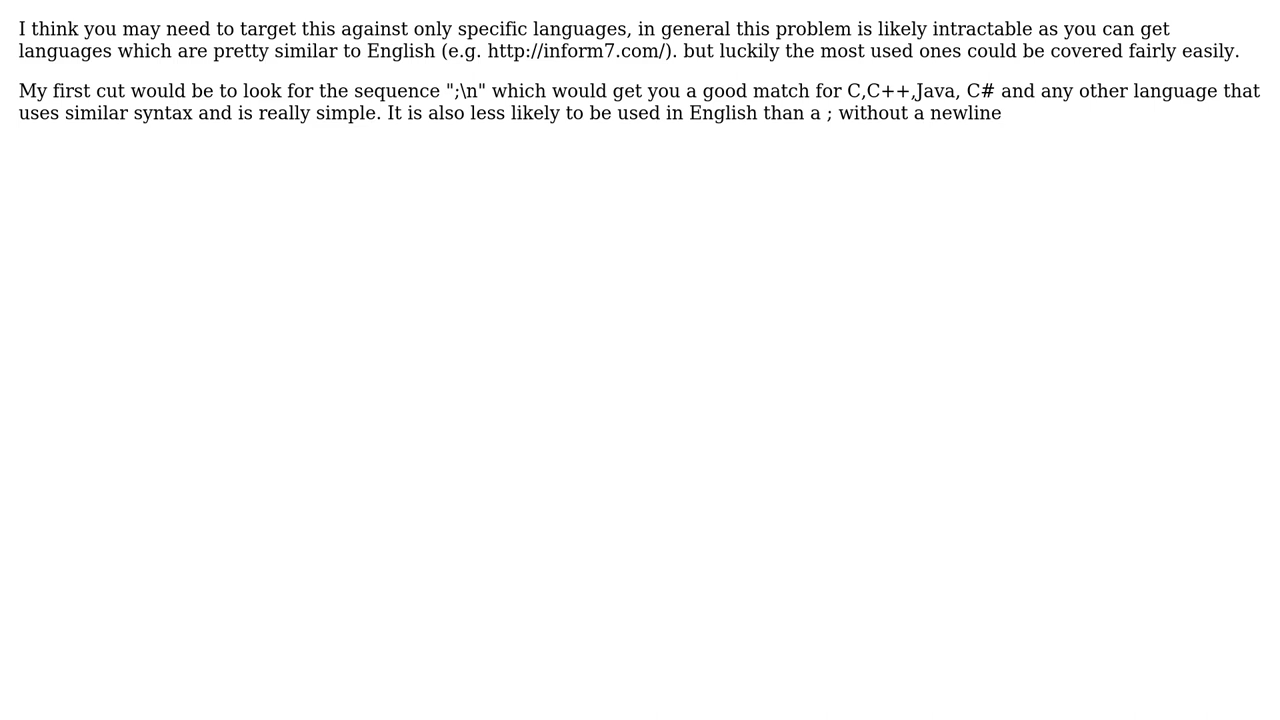 I think you may need to target this against only specific languages, in general this problem is likely intractable as you can get
languages which are pretty similar to English (e.g. http://inform7.com/). but luckily the most used ones could be covered fairly easily.
My first cut would be to look for the sequence ";\n" which would get you a good match for C,C++,Java, C# and any other language that
uses similar syntax and is really simple. It is also less likely to be used in English than a ; without a newline